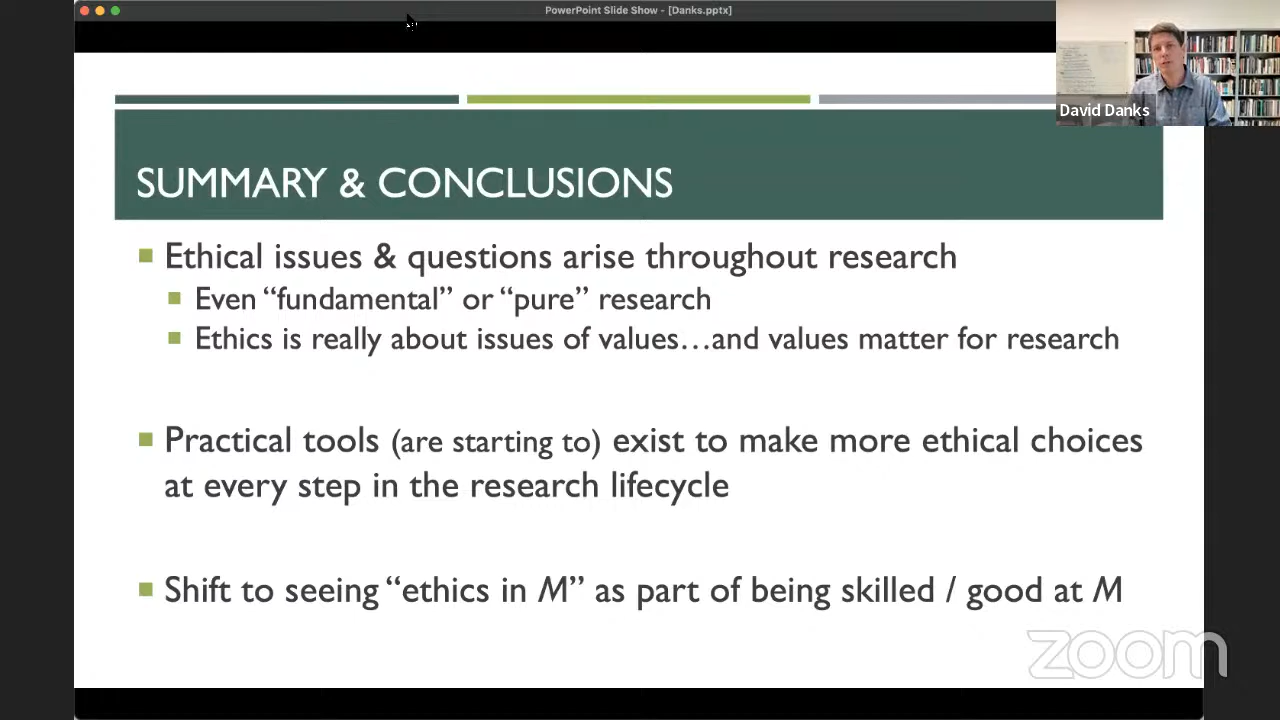 PowerPoint Slide Show - [Danks.pptx]
David Danks
SUMMARY & CONCLUSIONS
Ethical issues & questions arise throughout research
Even “fundamental” or “pure” research
Ethics is really about issues of values…and values matter for research
Practical tools (are starting to) exist to make more ethical choices
at every step in the research lifecycle
Shift to seeing “ethics in M” as part of being skilled / good at M
zoom